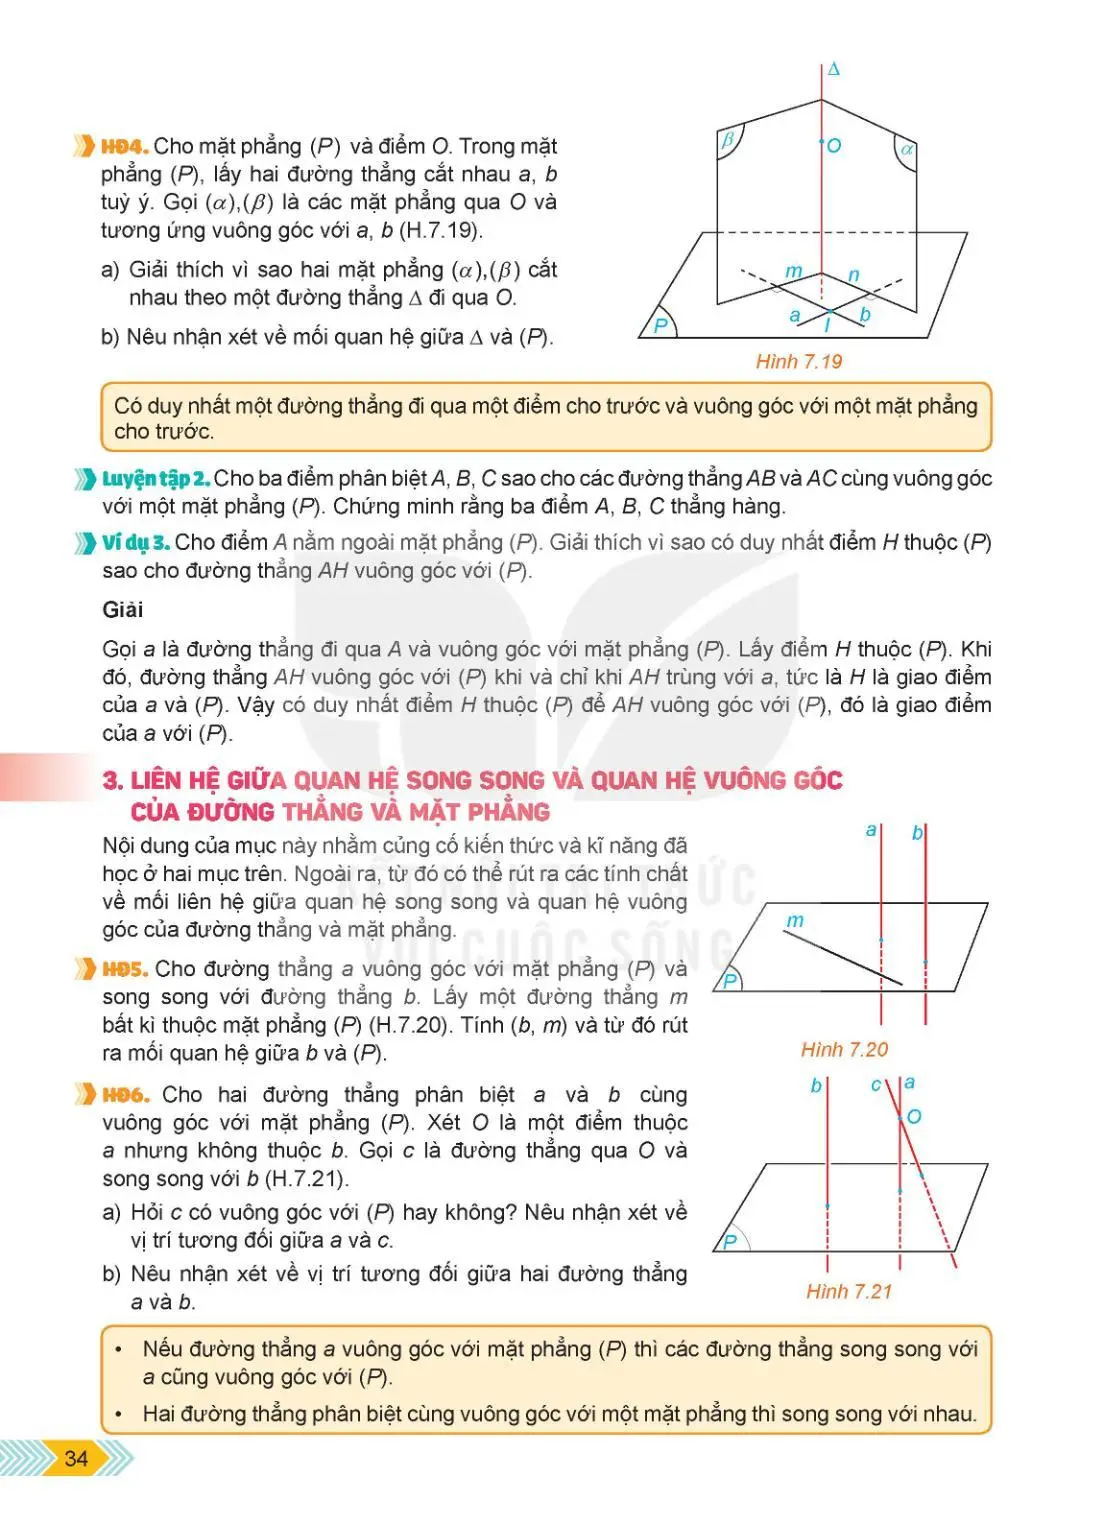 HĐ4. Cho mặt phẳng (P) và điểm O. Trong mặt
phẳng (P), lấy hai đường thẳng cắt nhau a, b
tuỳ ý. Gọi (α),(β) là các mặt phẳng qua O và
tương ứng vuông góc với a, b (H.7.19).
a) Giải thích vì sao hai mặt phẳng (α),(β) cắt
nhau theo một đường thẳng Δ đi qua O.
b) Nêu nhận xét về mối quan hệ giữa Δ và (P).
Δ
β
O
α
m
n
a
I
b
P
Hình 7.19
Có duy nhất một đường thẳng đi qua một điểm cho trước và vuông góc với một mặt phẳng
cho trước.
Luyện tập 2. Cho ba điểm phân biệt A, B, C sao cho các đường thẳng AB và AC cùng vuông góc
với một mặt phẳng (P). Chứng minh rằng ba điểm A, B, C thẳng hàng.
Ví dụ 3. Cho điểm A nằm ngoài mặt phẳng (P). Giải thích vì sao có duy nhất điểm H thuộc (P)
sao cho đường thẳng AH vuông góc với (P).
Giải
Gọi a là đường thẳng đi qua A và vuông góc với mặt phẳng (P). Lấy điểm H thuộc (P). Khi
đó, đường thẳng AH vuông góc với (P) khi và chỉ khi AH trùng với a, tức là H là giao điểm
của a và (P). Vậy có duy nhất điểm H thuộc (P) để AH vuông góc với (P), đó là giao điểm
của a với (P).
3. LIÊN HỆ GIỮA QUAN HỆ SONG SONG VÀ QUAN HỆ VUÔNG GÓC
CỦA ĐƯỜNG THẲNG VÀ MẶT PHẲNG
Nội dung của mục này nhằm củng cố kiến thức và kĩ năng đã
học ở hai mục trên. Ngoài ra, từ đó có thể rút ra các tính chất
về mối liên hệ giữa quan hệ song song và quan hệ vuông
góc của đường thẳng và mặt phẳng.
KẾT NỐI TRI THỨC
VỚI CUỘC SỐNG
HĐ5. Cho đường thẳng a vuông góc với mặt phẳng (P) và
song song với đường thẳng b. Lấy một đường thẳng m
bất kì thuộc mặt phẳng (P) (H.7.20). Tính (b, m) và từ đó rút
ra mối quan hệ giữa b và (P).
a
b
m
P
Hình 7.20
HĐ6. Cho hai đường thẳng phân biệt a và b cùng
vuông góc với mặt phẳng (P). Xét O là một điểm thuộc
a nhưng không thuộc b. Gọi c là đường thẳng qua O và
song song với b (H.7.21).
a) Hỏi c có vuông góc với (P) hay không? Nêu nhận xét về
vị trí tương đối giữa a và c.
b) Nêu nhận xét về vị trí tương đối giữa hai đường thẳng
a và b.
b
c
a
O
P
Hình 7.21
• Nếu đường thẳng a vuông góc với mặt phẳng (P) thì các đường thẳng song song với
a cũng vuông góc với (P).
• Hai đường thẳng phân biệt cùng vuông góc với một mặt phẳng thì song song với nhau.
34